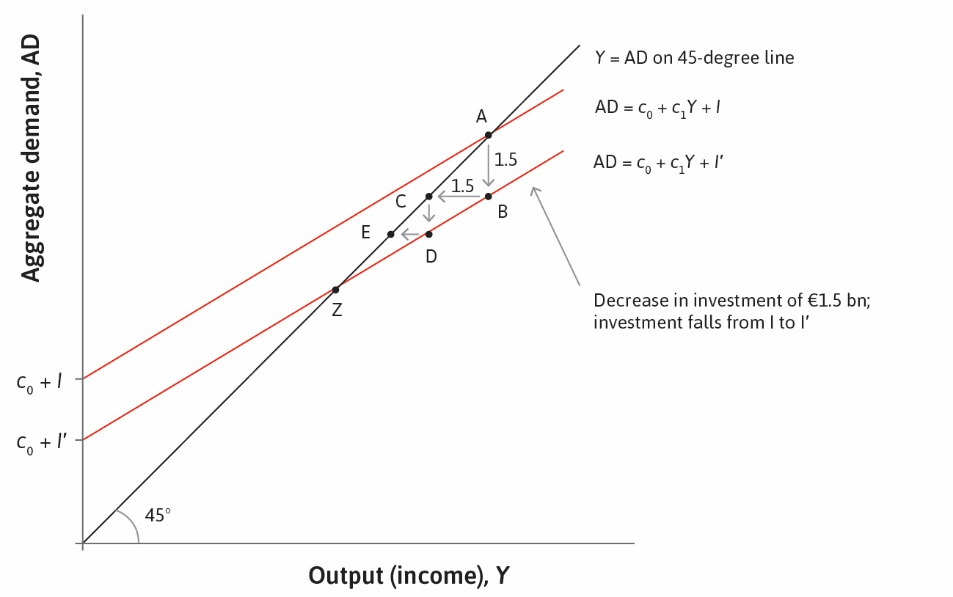 Aggregate demand, AD
Y = AD on 45-degree line
AD = c₀ + c₁Y + I
AD = c₀ + c₁Y + I′
A
1.5
1.5
C
B
E
D
Z
Decrease in investment of €1.5 bn;
investment falls from I to I′
c₀ + I
c₀ + I′
45°
Output (income), Y